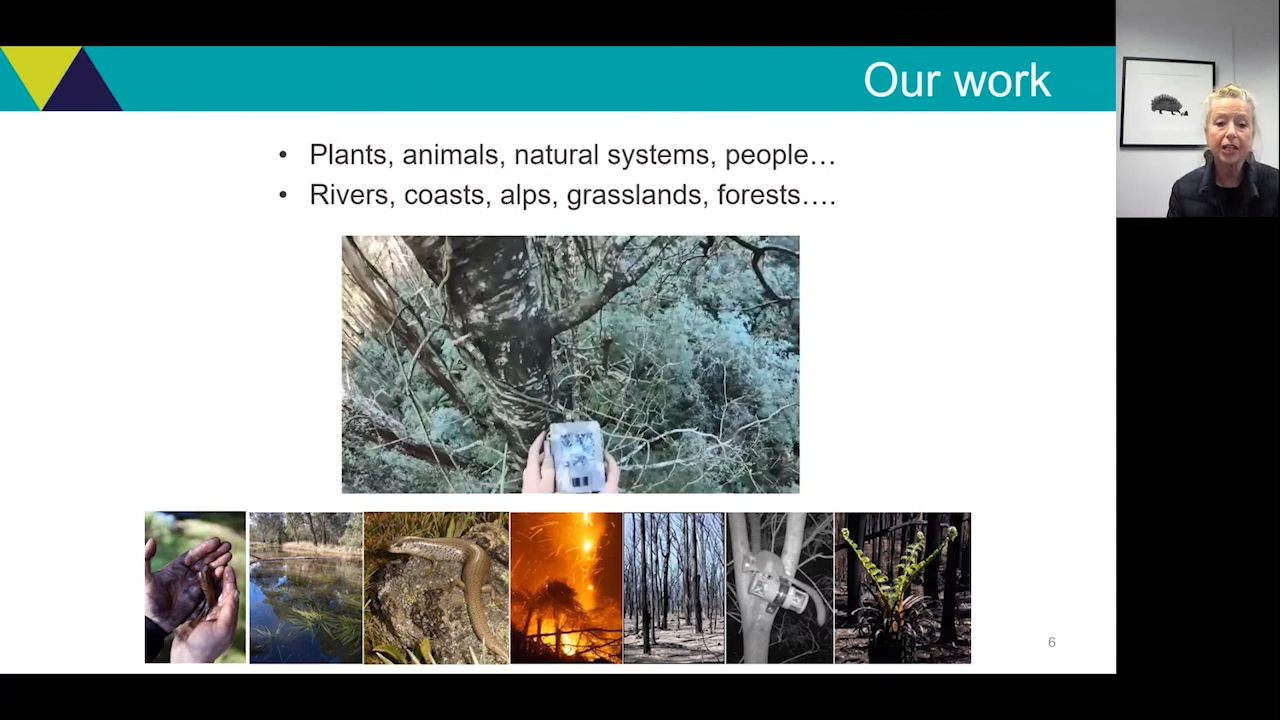 Our work
• Plants, animals, natural systems, people…
• Rivers, coasts, alps, grasslands, forests….
6